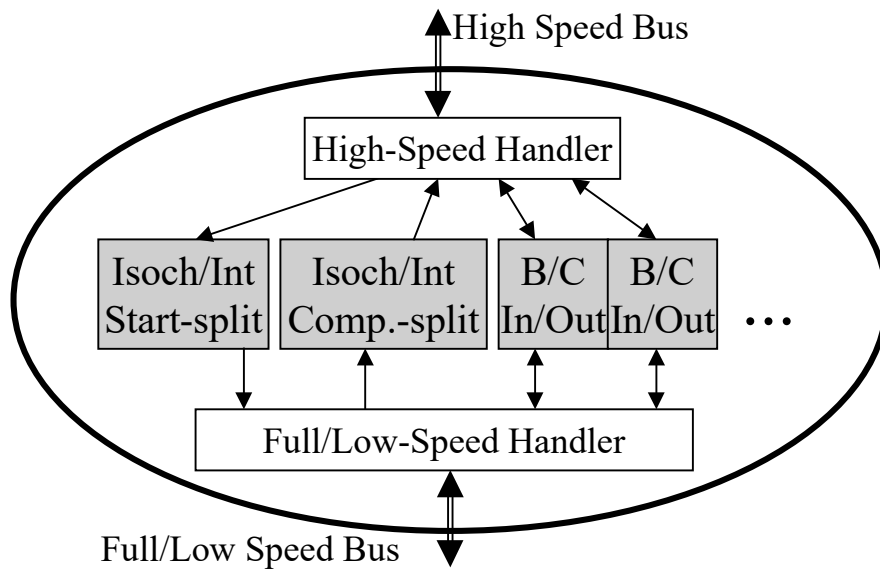 High Speed Bus
High-Speed Handler
Isoch/Int
Start-split
Isoch/Int
Comp.-split
B/C
In/Out
B/C
In/Out
...
Full/Low-Speed Handler
Full/Low Speed Bus